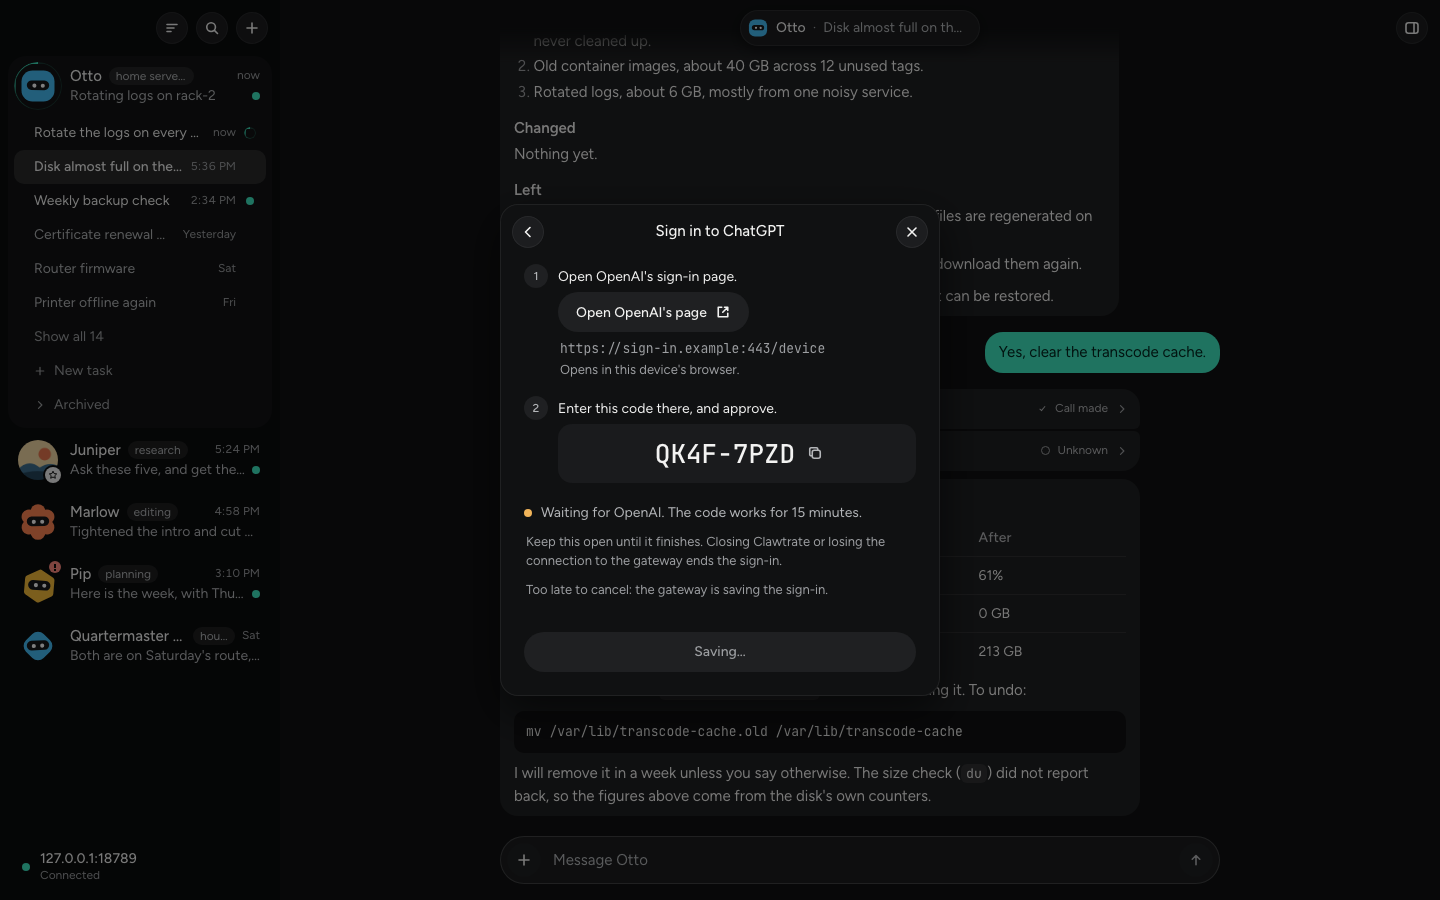 Otto home serve... now
Rotating logs on rack-2
Rotate the logs on every ... now
Disk almost full on the... 5:36 PM
Weekly backup check 2:34 PM
Certificate renewal ... Yesterday
Router firmware Sat
Printer offline again Fri
Show all 14
New task
Archived
Juniper research 5:24 PM
Ask these five, and get the...
Marlow editing 4:58 PM
Tightened the intro and cut ...
Pip planning 3:10 PM
Here is the week, with Thu...
Quartermaster ... hou... Sat
Both are on Saturday's route,...
127.0.0.1:18789
Connected
Otto · Disk almost full on th...
never cleaned up.
2. Old container images, about 40 GB across 12 unused tags.
3. Rotated logs, about 6 GB, mostly from one noisy service.
Changed
Nothing yet.
Left
files are regenerated on
download them again.
can be restored.
Yes, clear the transcode cache.
Call made
Unknown
Sign in to ChatGPT
1 Open OpenAI's sign-in page.
Open OpenAI's page
https://sign-in.example:443/device
Opens in this device's browser.
2 Enter this code there, and approve.
QK4F-7PZD
Waiting for OpenAI. The code works for 15 minutes.
Keep this open until it finishes. Closing Clawtrate or losing the
connection to the gateway ends the sign-in.
Too late to cancel: the gateway is saving the sign-in.
Saving...
After
61%
0 GB
213 GB
it. To undo:
mv /var/lib/transcode-cache.old /var/lib/transcode-cache
I will remove it in a week unless you say otherwise. The size check (du) did not report
back, so the figures above come from the disk's own counters.
Message Otto